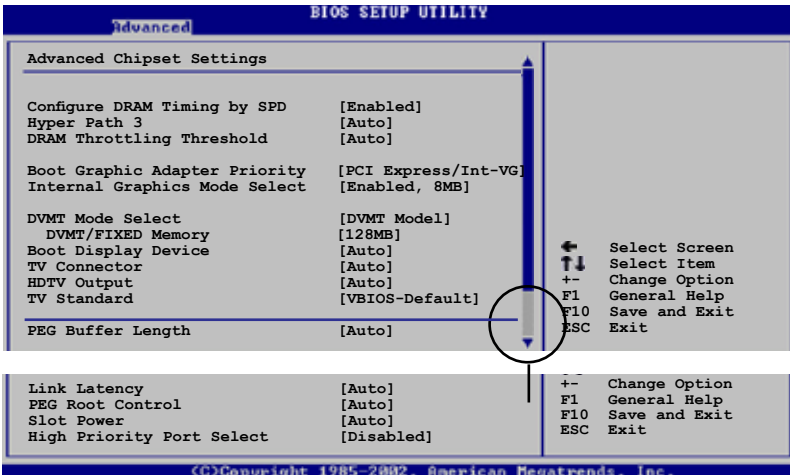 BIOS SETUP UTILITY
Advanced
Advanced Chipset Settings
Configure DRAM Timing by SPD [Enabled]
Hyper Path 3 [Auto]
DRAM Throttling Threshold [Auto]
Boot Graphic Adapter Priority [PCI Express/Int-VG]
Internal Graphics Mode Select [Enabled, 8MB]
DVMT Mode Select [DVMT Model]
DVMT/FIXED Memory [128MB]
Boot Display Device [Auto]
TV Connector [Auto]
HDTV Output [Auto]
TV Standard [VBIOS-Default]
PEG Buffer Length [Auto]
Select Screen
Select Item
+- Change Option
F1 General Help
F10 Save and Exit
ESC Exit
Link Latency [Auto]
PEG Root Control [Auto]
Slot Power [Auto]
High Priority Port Select [Disabled]
+- Change Option
F1 General Help
F10 Save and Exit
ESC Exit
(C)Copyright 1985-2002, American Megatrends, Inc.